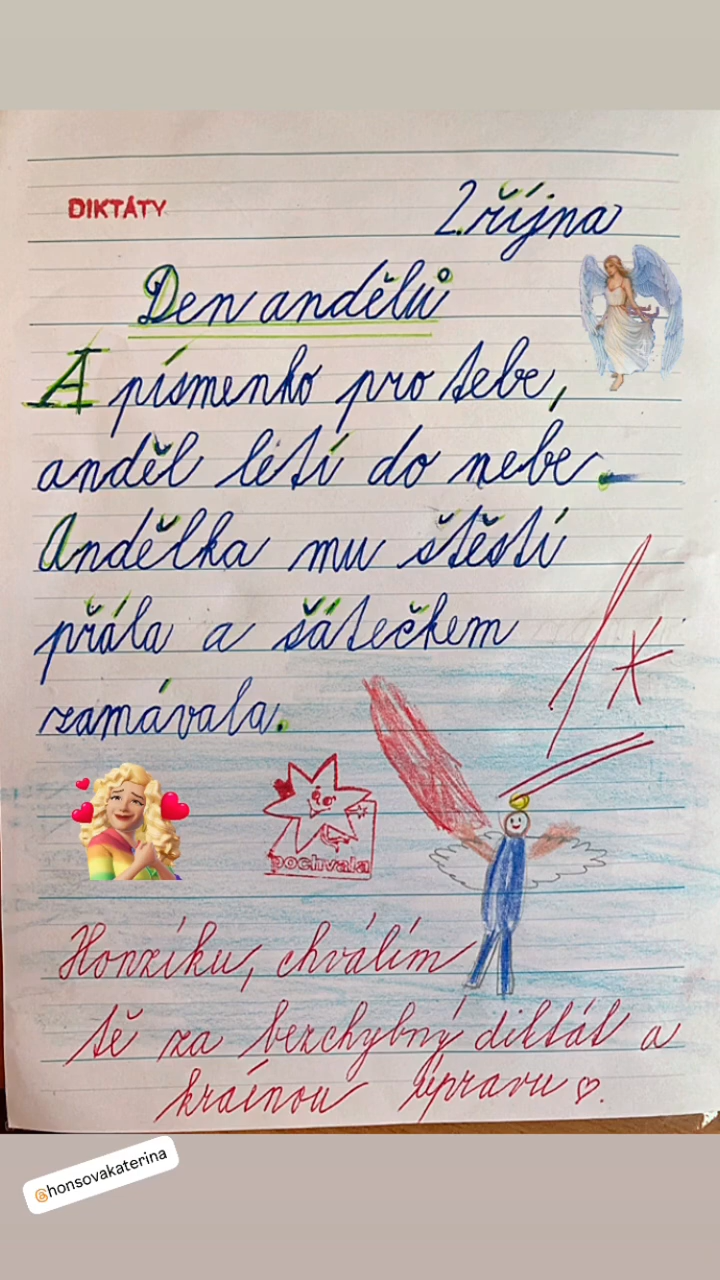 DIKTÁTY
2. října
Den andělů
A písmenko pro tebe,
anděl letí do nebe.
Andělka mu štěstí
přála a šátečkem
zamávala.
1*
pochvala
Honzíku, chválím
tě za bezchybný diktát a
krásnou úpravu ♡.
@honsovakaterina